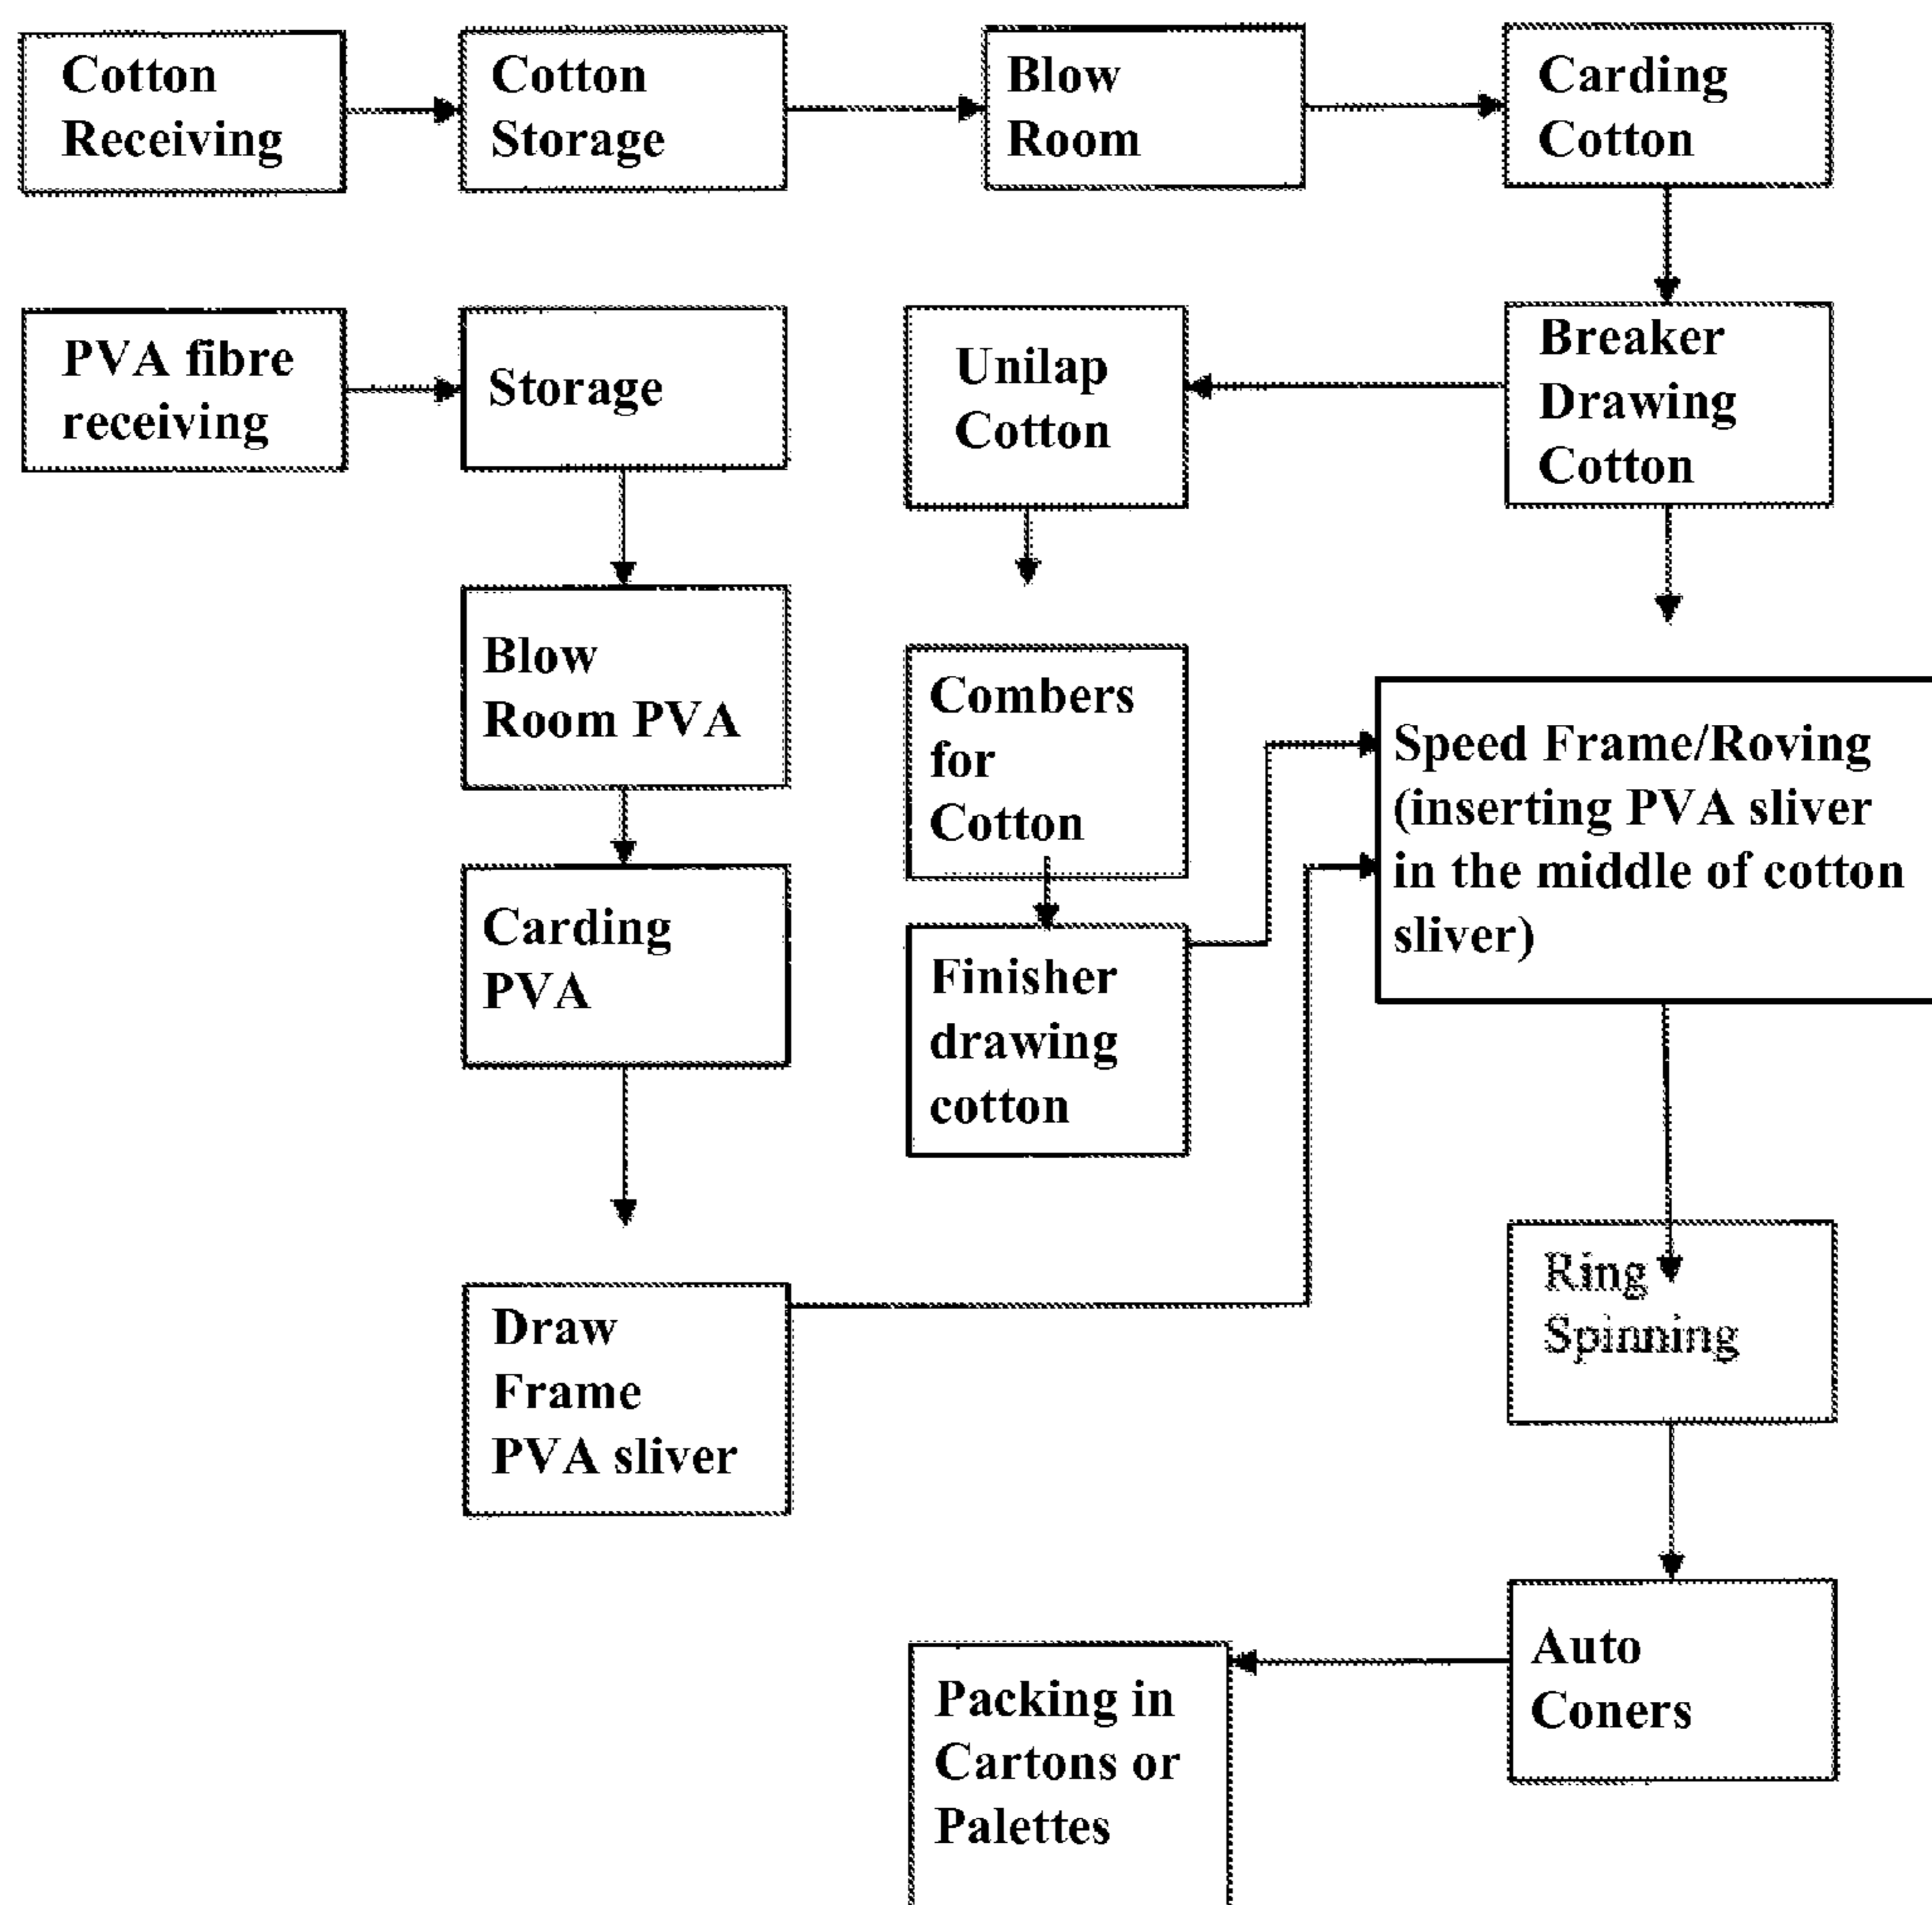 Cotton
Receiving
Cotton
Storage
Blow
Room
Carding
Cotton
PVA fibre
receiving
Storage
Unilap
Cotton
Breaker
Drawing
Cotton
Blow
Room PVA
Combers
for
Cotton
Speed Frame/Roving
(inserting PVA sliver
in the middle of cotton
sliver)
Carding
PVA
Finisher
drawing
cotton
Draw
Frame
PVA sliver
Ring
Spinning
Auto
Coners
Packing in
Cartons or
Palettes